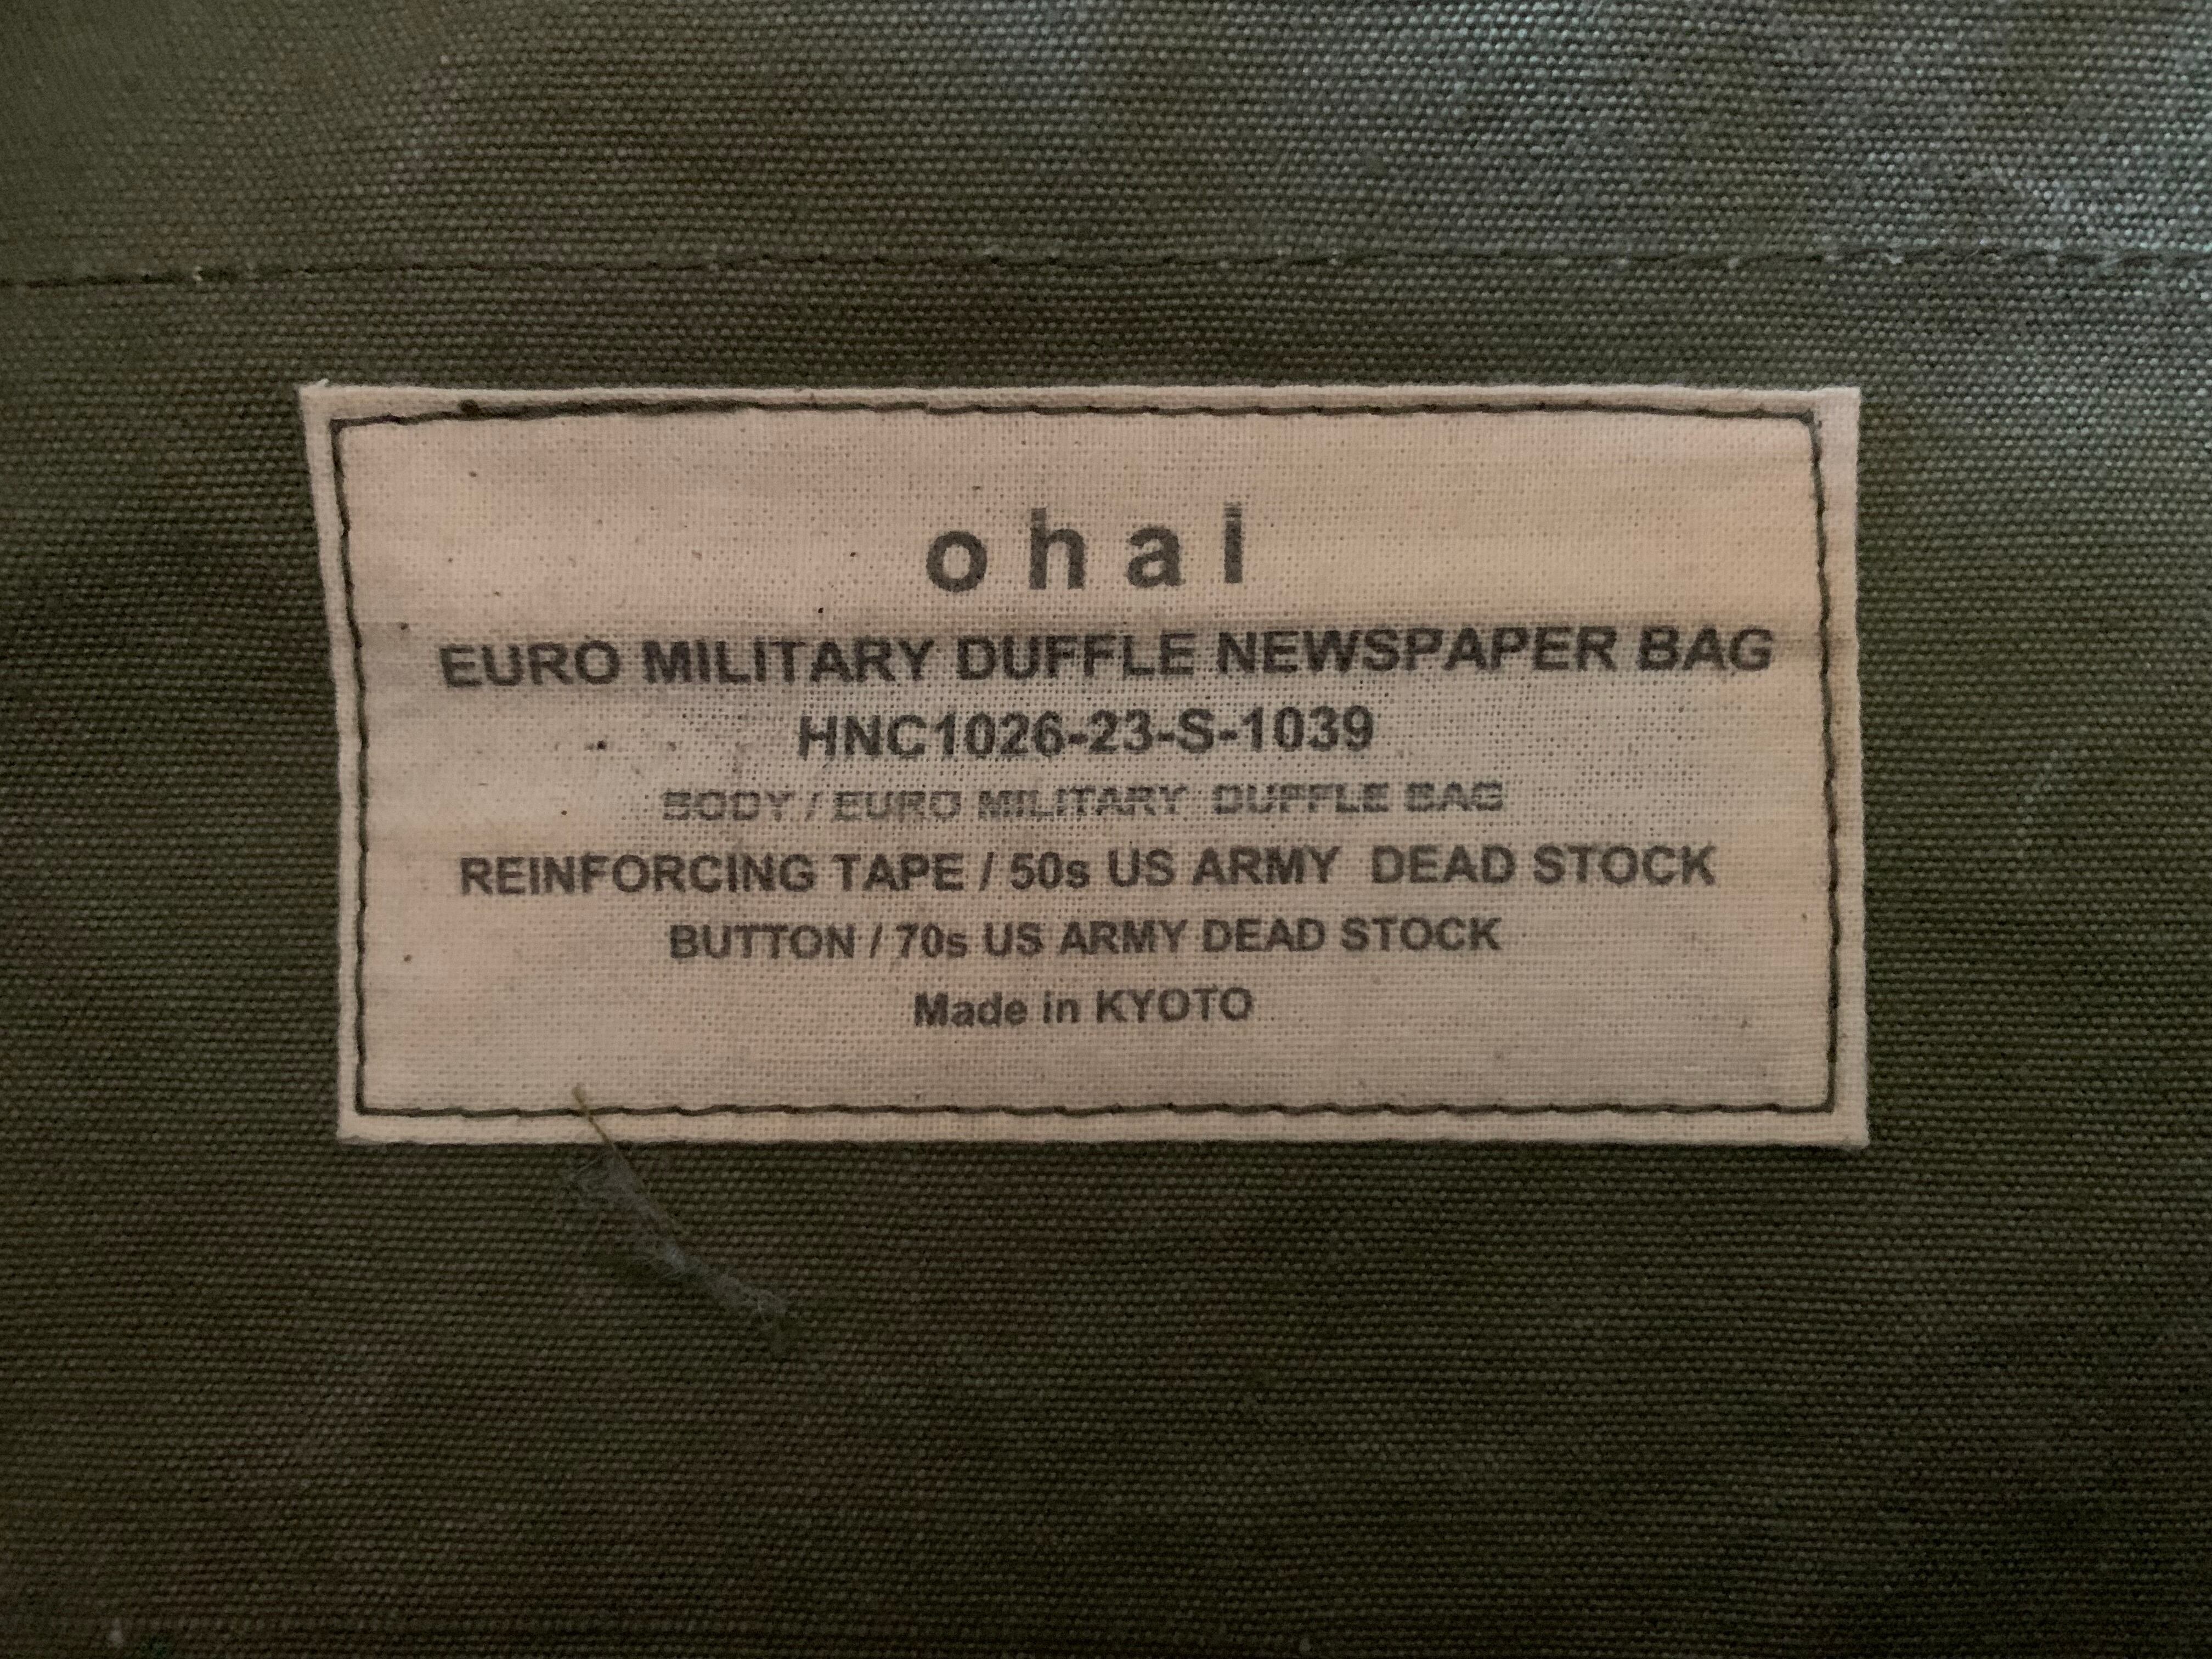 ohal
EURO MILITARY DUFFLE NEWSPAPER BAG
HNC1026-23-S-1039
BODY / EURO MILITARY DUFFLE BAG
REINFORCING TAPE / 50s US ARMY DEAD STOCK
BUTTON / 70s US ARMY DEAD STOCK
Made in KYOTO